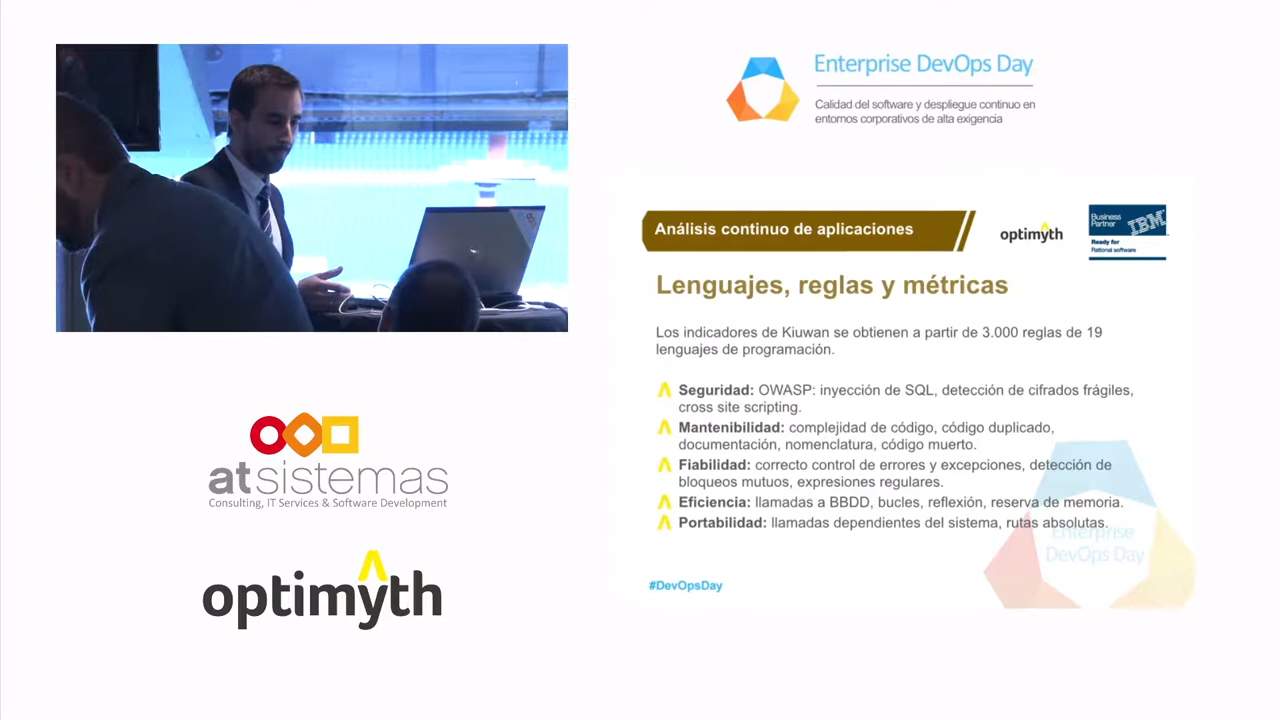 Enterprise DevOps Day
Calidad del software y despliegue continuo en
entornos corporativos de alta exigencia
Análisis continuo de aplicaciones
optimyth
Business
Partner
IBM
Ready for
Rational software
Lenguajes, reglas y métricas
Los indicadores de Kiuwan se obtienen a partir de 3.000 reglas de 19
lenguajes de programación.
Seguridad: OWASP: inyección de SQL, detección de cifrados frágiles,
cross site scripting.
Mantenibilidad: complejidad de código, código duplicado,
documentación, nomenclatura, código muerto.
Fiabilidad: correcto control de errores y excepciones, detección de
bloqueos mutuos, expresiones regulares.
Eficiencia: llamadas a BBDD, bucles, reflexión, reserva de memoria.
Portabilidad: llamadas dependientes del sistema, rutas absolutas.
Enterprise
DevOps Day
#DevOpsDay
atsistemas
Consulting, IT Services & Software Development
optimyth